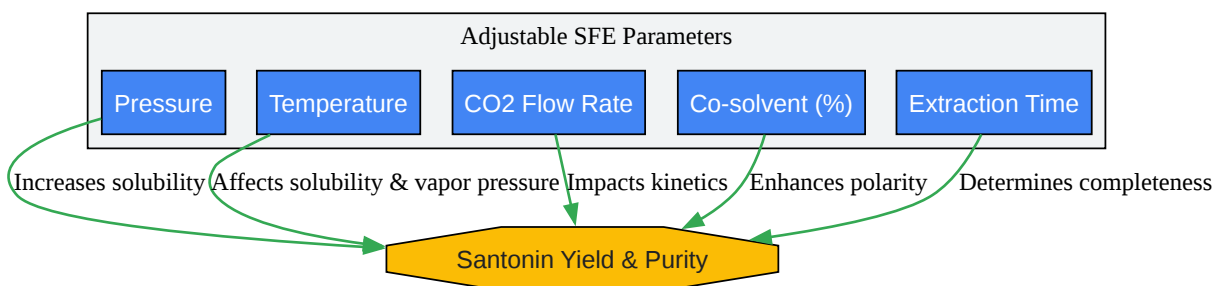 Adjustable SFE Parameters
Pressure
Temperature
CO2 Flow Rate
Co-solvent (%)
Extraction Time
Increases solubility
Affects solubility & vapor pressure
Impacts kinetics
Enhances polarity
Determines completeness
Santonin Yield & Purity